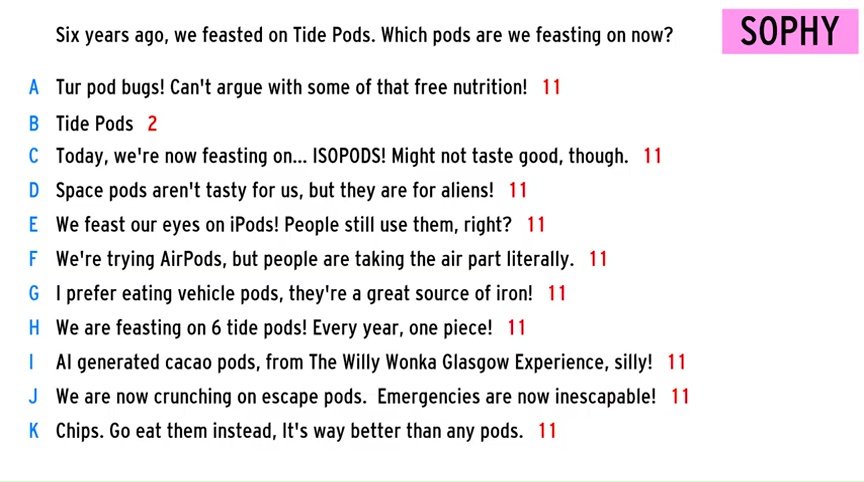 Six years ago, we feasted on Tide Pods. Which pods are we feasting on now?
SOPHY
A Tur pod bugs! Can't argue with some of that free nutrition! 11
B Tide Pods 2
C Today, we're now feasting on... ISOPODS! Might not taste good, though. 11
D Space pods aren't tasty for us, but they are for aliens! 11
E We feast our eyes on iPods! People still use them, right? 11
F We're trying AirPods, but people are taking the air part literally. 11
G I prefer eating vehicle pods, they're a great source of iron! 11
H We are feasting on 6 tide pods! Every year, one piece! 11
I AI generated cacao pods, from The Willy Wonka Glasgow Experience, silly! 11
J We are now crunching on escape pods. Emergencies are now inescapable! 11
K Chips. Go eat them instead, It's way better than any pods. 11